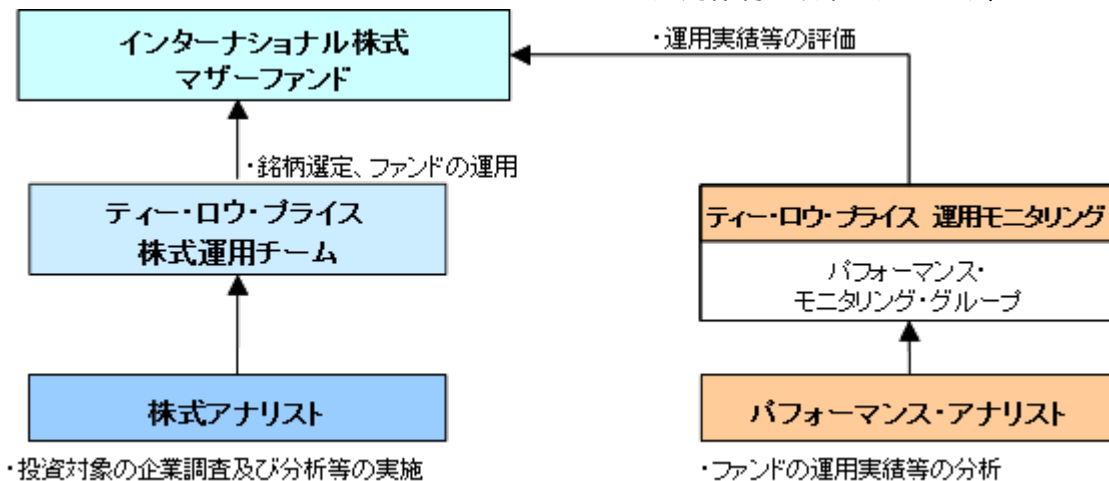 インターナショナル株式
マザーファンド
・運用実績等の評価
・銘柄選定、ファンドの運用
ティー・ロウ・プライス
株式運用チーム
ティー・ロウ・プライス 運用モニタリング
パフォーマンス・
モニタリング・グループ
株式アナリスト
パフォーマンス・アナリスト
・投資対象の企業調査及び分析等の実施
・ファンドの運用実績等の分析